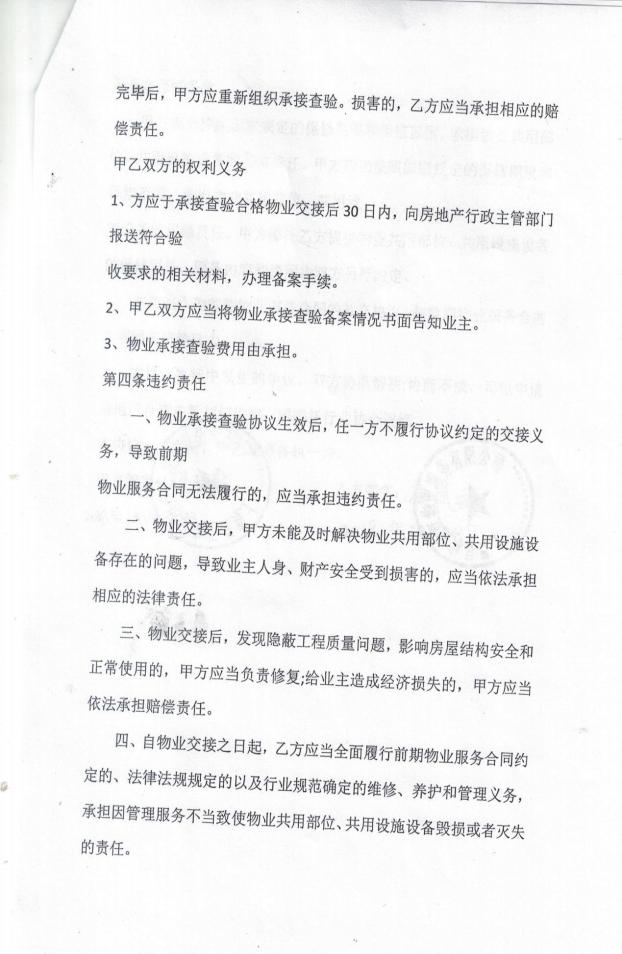 完毕后，甲方应重新组织承接查验。损害的，乙方应当承担相应的赔
偿责任。
甲乙双方的权利义务
1、方应于承接查验合格物业交接后 30 日内，向房地产行政主管部门
报送符合验
收要求的相关材料，办理备案手续。
2、甲乙双方应当将物业承接查验备案情况书面告知业主。
3、物业承接查验费用由承担。
第四条违约责任
一、物业承接查验协议生效后，任一方不履行协议约定的交接义
务，导致前期
物业服务合同无法履行的，应当承担违约责任。
二、物业交接后，甲方未能及时解决物业共用部位、共用设施设
备存在的问题，导致业主人身、财产安全受到损害的，应当依法承担
相应的法律责任。
三、物业交接后，发现隐蔽工程质量问题，影响房屋结构安全和
正常使用的，甲方应当负责修复;给业主造成经济损失的，甲方应当
依法承担赔偿责任。
四、自物业交接之日起，乙方应当全面履行前期物业服务合同约
定的、法律法规规定的以及行业规范确定的维修、养护和管理义务，
承担因管理服务不当致使物业共用部位、共用设施设备毁损或者灭失
的责任。